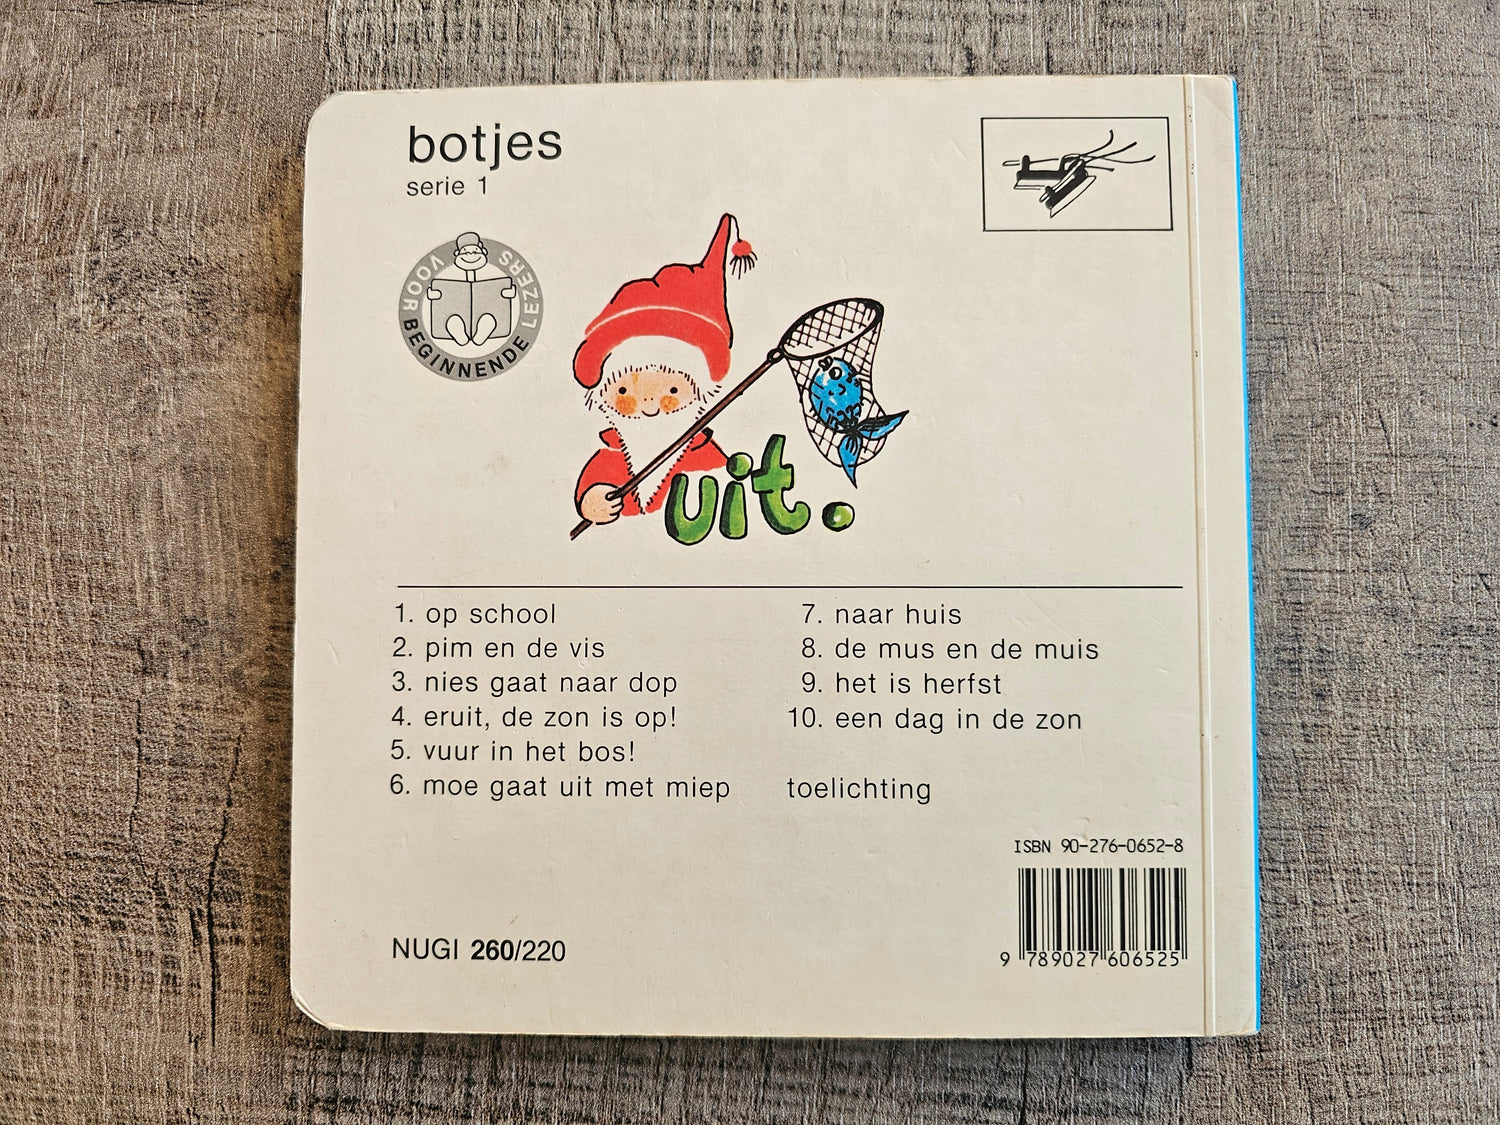 botjes
serie 1
VOOR BEGINNENDE LEZERS
uit.
1. op school
2. pim en de vis
3. nies gaat naar dop
4. eruit, de zon is op!
5. vuur in het bos!
6. moe gaat uit met miep
7. naar huis
8. de mus en de muis
9. het is herfst
10. een dag in de zon
toelichting
ISBN 90-276-0652-8
NUGI 260/220
9 789027 606525